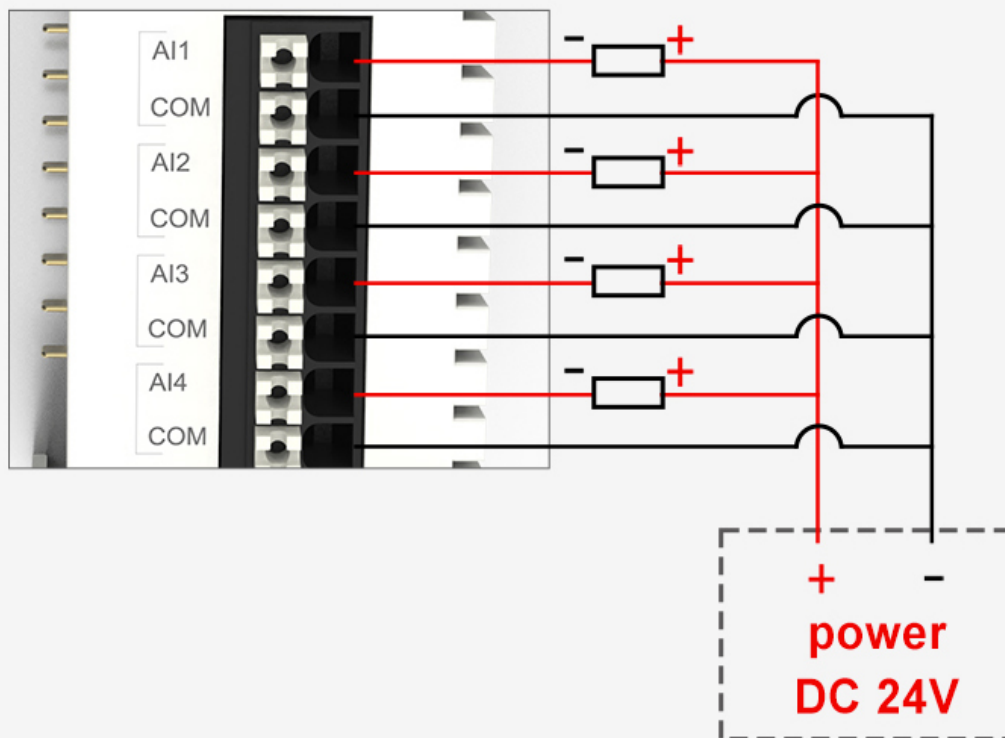 AI1
- +
COM
AI2
- +
COM
AI3
- +
COM
AI4
- +
COM
+ -
power
DC 24V